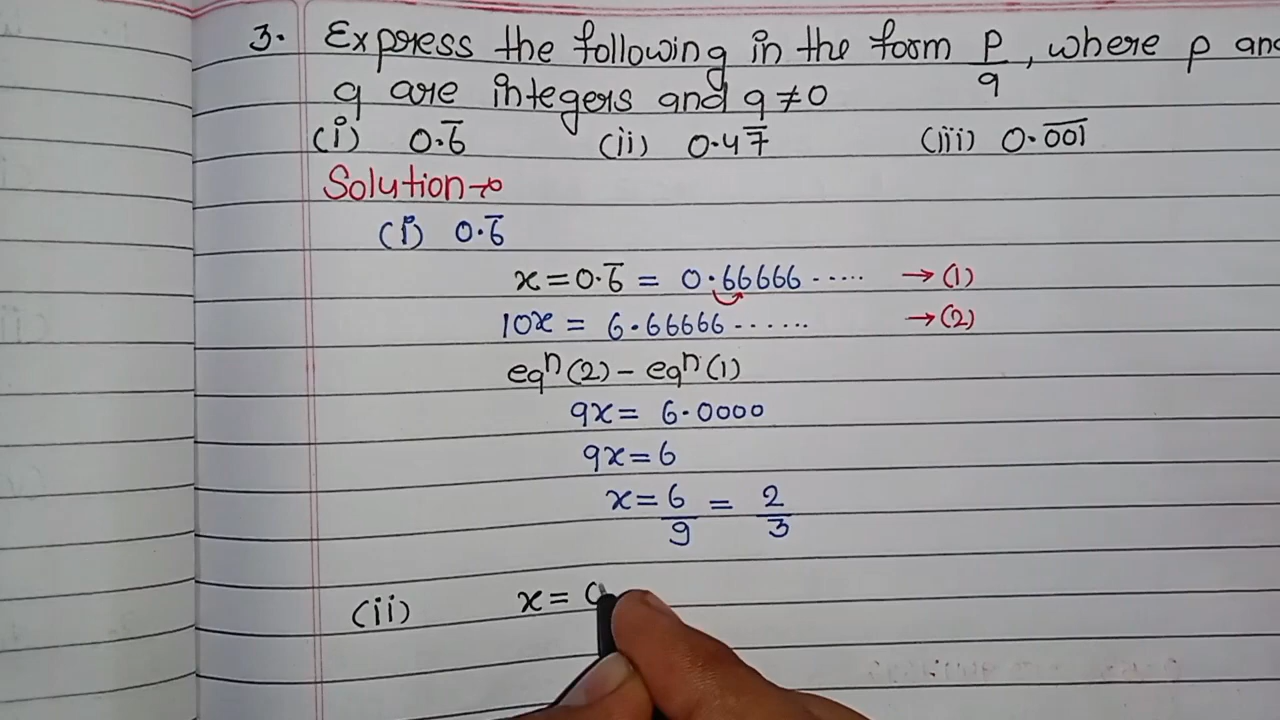 3. Express the following in the form p/q, where p and
q are integers and q ≠ 0
(i) 0.6̅ (ii) 0.47̅ (iii) 0.0̅0̅1̅
Solution→
(i) 0.6̅
x = 0.6̅ = 0.66666..... → (1)
10x = 6.66666...... → (2)
eqⁿ(2) - eqⁿ(1)
9x = 6.0000
9x = 6
x = 6/9 = 2/3
(ii) x =